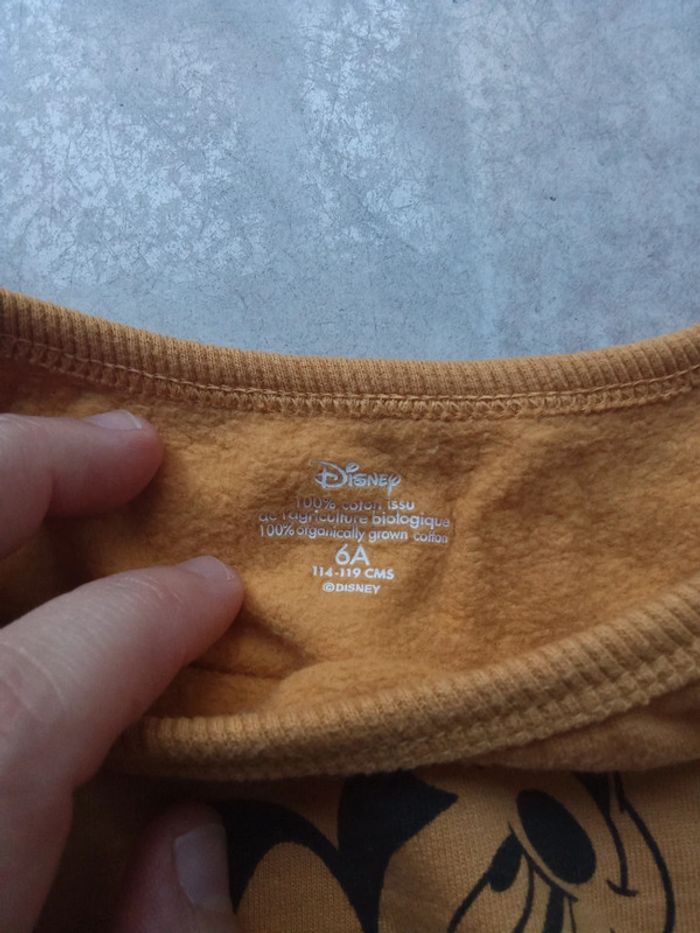 Disney
100% coton issu
de l'agriculture biologique
100% organically grown cotton
6A
114-119 CMS
©DISNEY